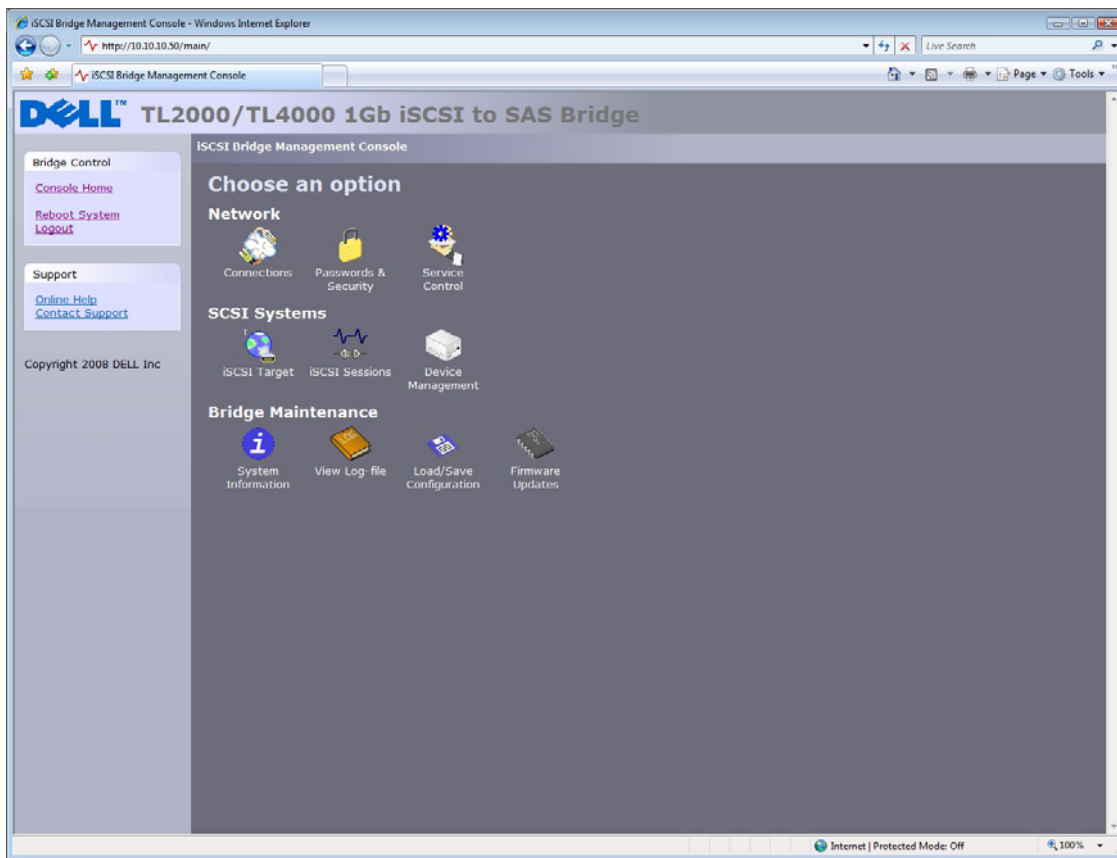 iSCSI Bridge Management Console - Windows Internet Explorer
http://10.10.10.50/main/
Live Search
iSCSI Bridge Management Console
Page
Tools
DELL™ TL2000/TL4000 1Gb iSCSI to SAS Bridge
iSCSI Bridge Management Console
Bridge Control
Console Home
Reboot System
Logout
Support
Online Help
Contact Support
Copyright 2008 DELL Inc
Choose an option
Network
Connections
Passwords &
Security
Service
Control
SCSI Systems
iSCSI Target
iSCSI Sessions
Device
Management
Bridge Maintenance
System
Information
View Log-file
Load/Save
Configuration
Firmware
Updates
Internet | Protected Mode: Off
100%